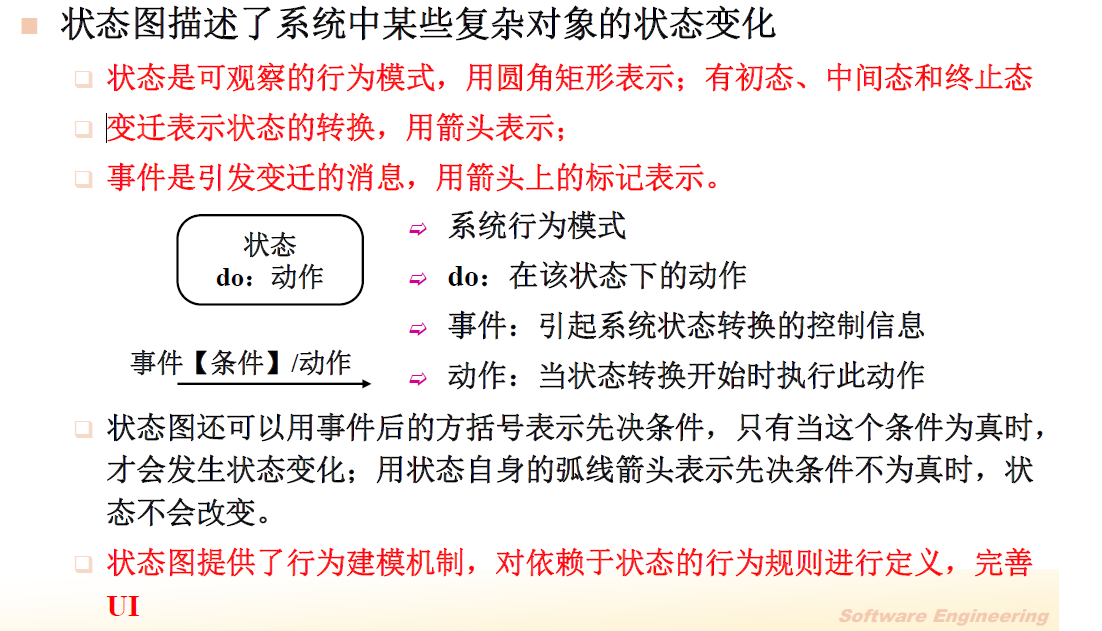 状态图描述了系统中某些复杂对象的状态变化
状态是可观察的行为模式，用圆角矩形表示；有初态、中间态和终止态
变迁表示状态的转换，用箭头表示；
事件是引发变迁的消息，用箭头上的标记表示。
状态
do：动作
系统行为模式
do：在该状态下的动作
事件：引起系统状态转换的控制信息
事件【条件】/动作
动作：当状态转换开始时执行此动作
状态图还可以用事件后的方括号表示先决条件，只有当这个条件为真时，
才会发生状态变化；用状态自身的弧线箭头表示先决条件不为真时，状
态不会改变。
状态图提供了行为建模机制，对依赖于状态的行为规则进行定义，完善
UI
Software Engineering